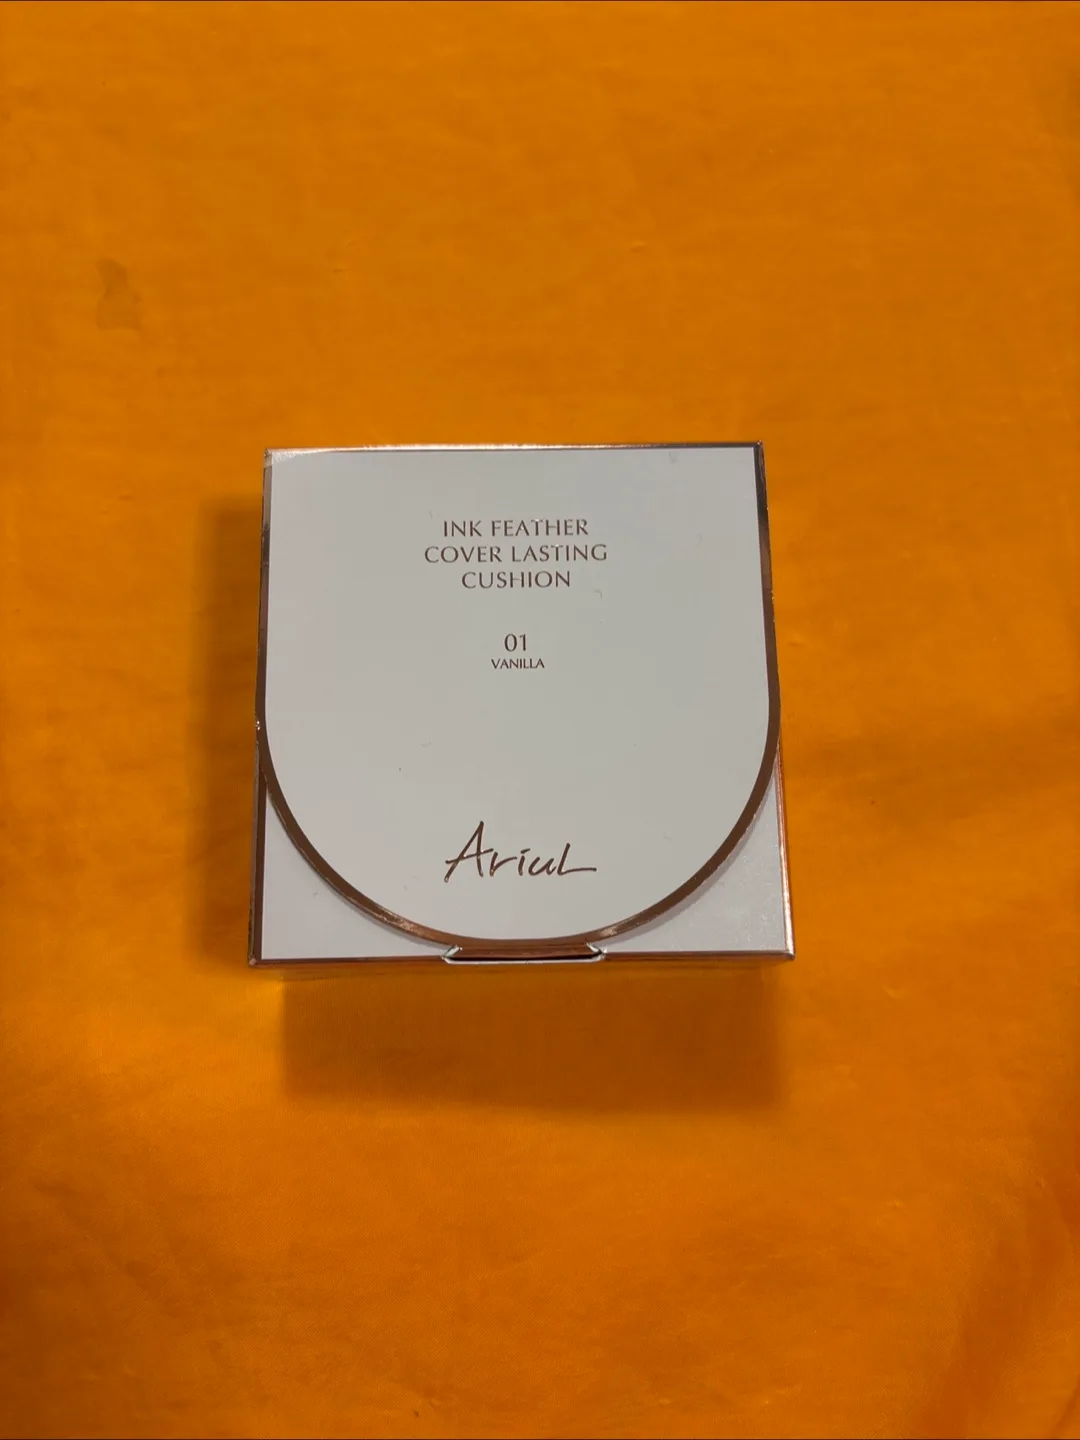 INK FEATHER
COVER LASTING
CUSHION
01
VANILLA
Ariul